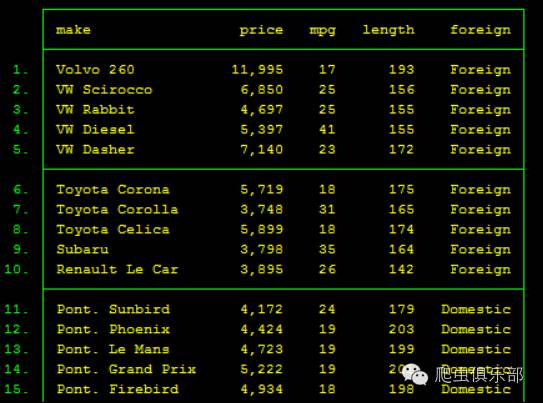 make price mpg length foreign
1. Volvo 260 11,995 17 193 Foreign
2. VW Scirocco 6,850 25 156 Foreign
3. VW Rabbit 4,697 25 155 Foreign
4. VW Diesel 5,397 41 155 Foreign
5. VW Dasher 7,140 23 172 Foreign
6. Toyota Corona 5,719 18 175 Foreign
7. Toyota Corolla 3,748 31 165 Foreign
8. Toyota Celica 5,899 18 174 Foreign
9. Subaru 3,798 35 164 Foreign
10. Renault Le Car 3,895 26 142 Foreign
11. Pont. Sunbird 4,172 24 179 Domestic
12. Pont. Phoenix 4,424 19 203 Domestic
13. Pont. Le Mans 4,723 19 199 Domestic
14. Pont. Grand Prix 5,222 19 Domestic
15. Pont. Firebird 4,934 18 198 Domestic
爬虫俱乐部